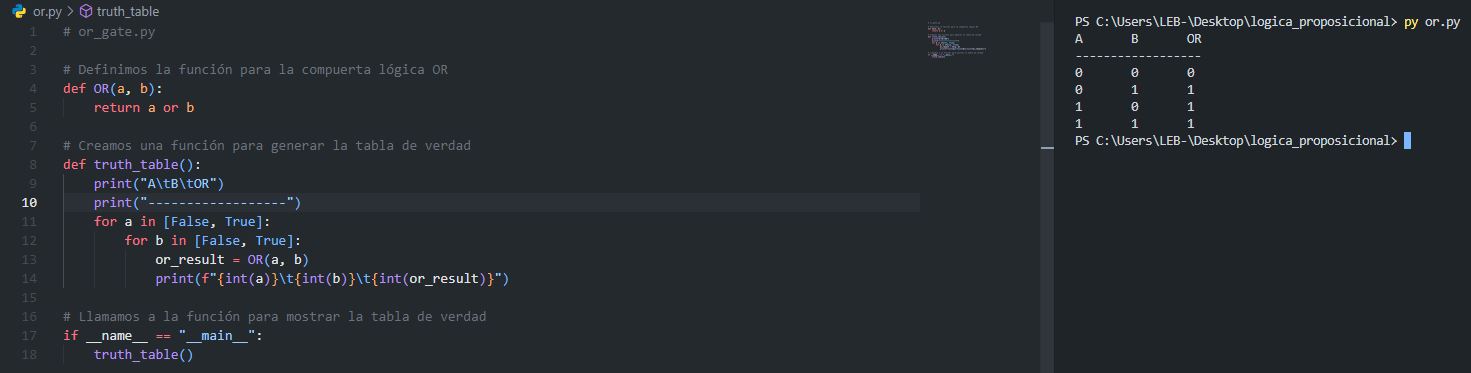 or.py > truth_table
1 # or_gate.py
2
3 # Definimos la función para la compuerta lógica OR
4 def OR(a, b):
5 return a or b
6
7 # Creamos una función para generar la tabla de verdad
8 def truth_table():
9 print("A\tB\tOR")
10 print("------------------")
11 for a in [False, True]:
12 for b in [False, True]:
13 or_result = OR(a, b)
14 print(f"{int(a)}\t{int(b)}\t{int(or_result)}")
15
16 # Llamamos a la función para mostrar la tabla de verdad
17 if __name__ == "__main__":
18 truth_table()
PS C:\Users\LEB-\Desktop\logica_proposicional> py or.py
A B OR
------------------
0 0 0
0 1 1
1 0 1
1 1 1
PS C:\Users\LEB-\Desktop\logica_proposicional>